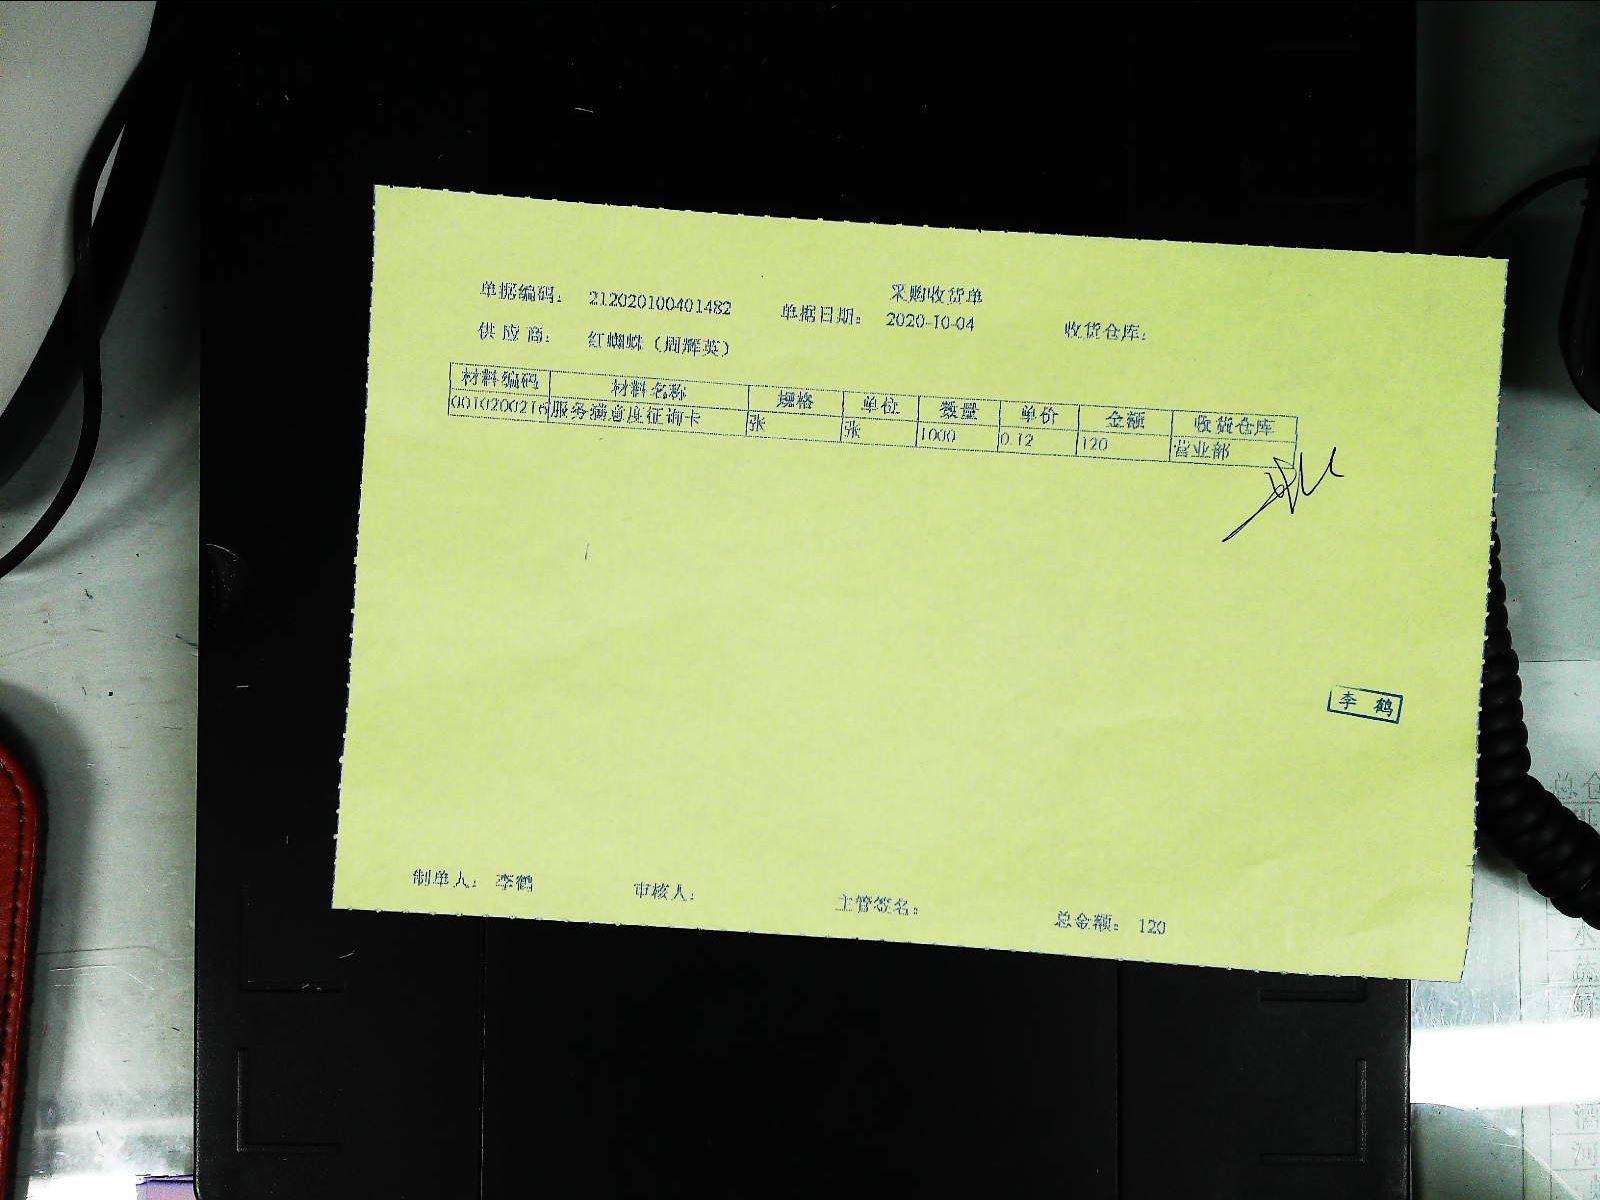 采购收货单
单据编码： 212020100401482 单据日期： 2020-10-04 收货仓库：
供 应 商： 红蜘蛛（周辉英）
材料编码 材料名称 规格 单位 数量 单价 金额 收货仓库
0010200216 服务满意度征询卡 张 张 1000 0.12 120 营业部
李 鹤
制单人： 李鹤 审核人： 主管签名： 总金额： 120
总仓